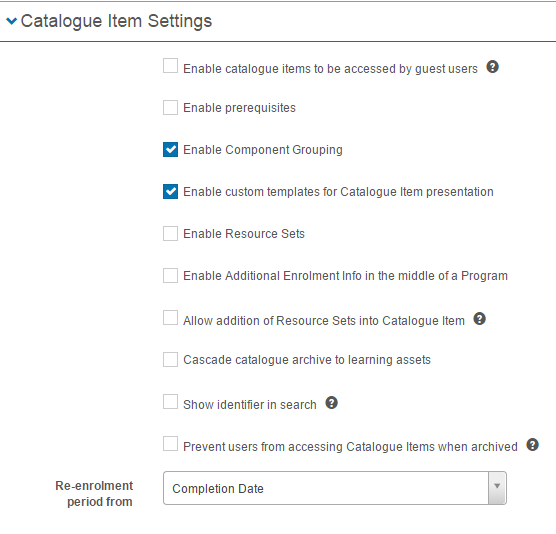 Catalogue Item Settings
Enable catalogue items to be accessed by guest users ?
Enable prerequisites
Enable Component Grouping
Enable custom templates for Catalogue Item presentation
Enable Resource Sets
Enable Additional Enrolment Info in the middle of a Program
Allow addition of Resource Sets into Catalogue Item ?
Cascade catalogue archive to learning assets
Show identifier in search ?
Prevent users from accessing Catalogue Items when archived ?
Re-enrolment
period from
Completion Date